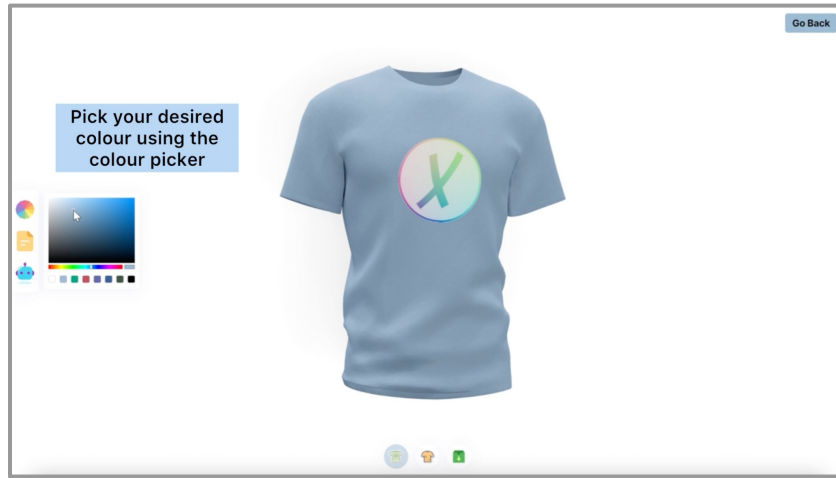 Go Back
Pick your desired
colour using the
colour picker
X